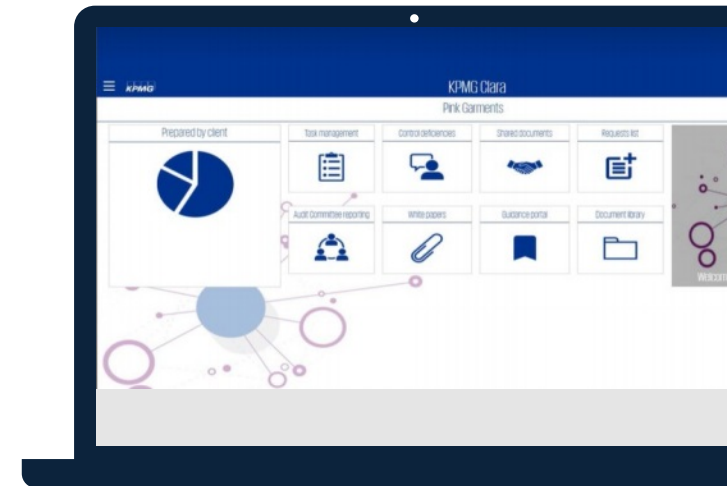 KPMG
KPMG Clara
Pink Garments
Prepared by client
Task management
Control deficiencies
Shared documents
Requests list
Audit Committee reporting
White papers
Guidance portal
Document library
Welcom